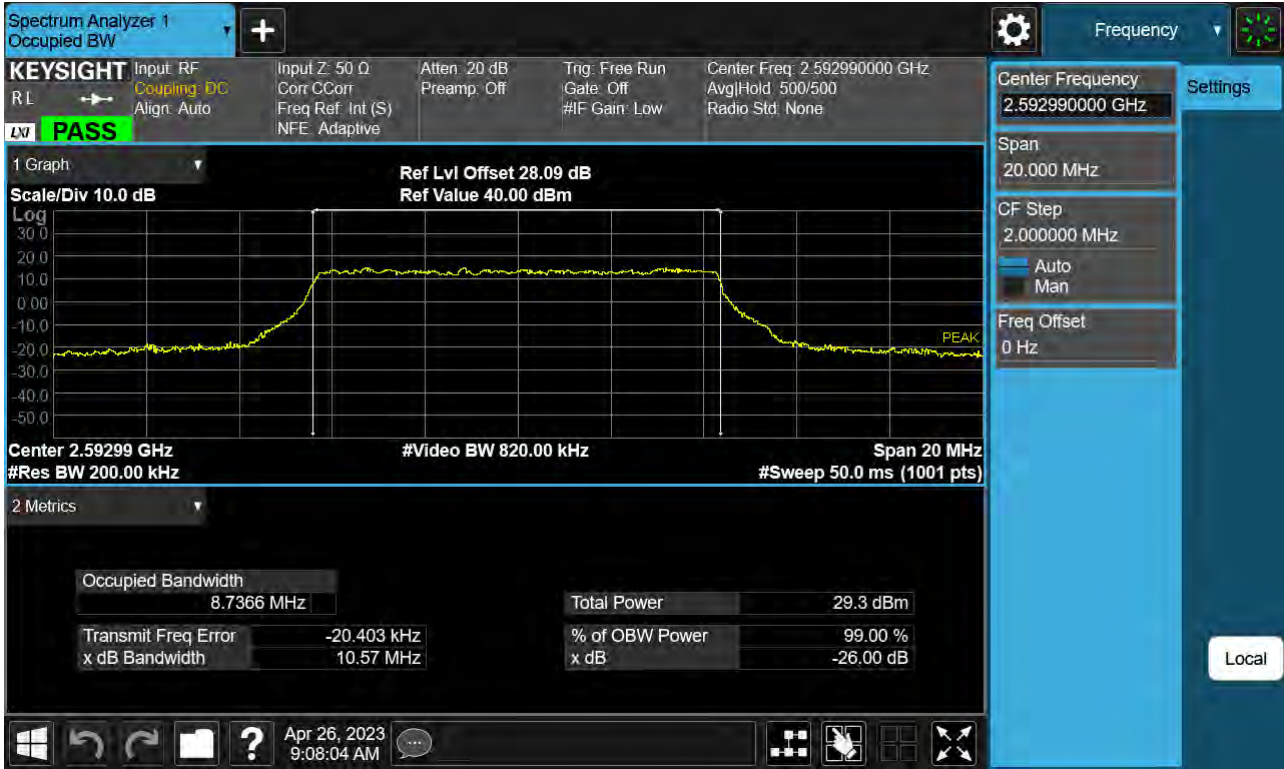 Spectrum Analyzer 1
Occupied BW
Frequency
KEYSIGHT
R L
LXI
PASS
Input: RF
Coupling: DC
Align: Auto
Input Z: 50 Ω
Corr CCorr
Freq Ref: Int (S)
NFE: Adaptive
Atten: 20 dB
Preamp: Off
Trig: Free Run
Gate: Off
#IF Gain: Low
Center Freq: 2.592990000 GHz
Avg|Hold: 500/500
Radio Std: None
Center Frequency
2.592990000 GHz
Settings
Span
20.000 MHz
CF Step
2.000000 MHz
Auto
Man
Freq Offset
0 Hz
Local
1 Graph
Scale/Div 10.0 dB
Ref Lvl Offset 28.09 dB
Ref Value 40.00 dBm
Log
30.0
20.0
10.0
0.00
-10.0
-20.0
-30.0
-40.0
-50.0
PEAK
Center 2.59299 GHz
#Video BW 820.00 kHz
Span 20 MHz
#Res BW 200.00 kHz
#Sweep 50.0 ms (1001 pts)
2 Metrics
Occupied Bandwidth
8.7366 MHz
Total Power 29.3 dBm
Transmit Freq Error -20.403 kHz
% of OBW Power 99.00 %
x dB Bandwidth 10.57 MHz
x dB -26.00 dB
?
Apr 26, 2023
9:08:04 AM